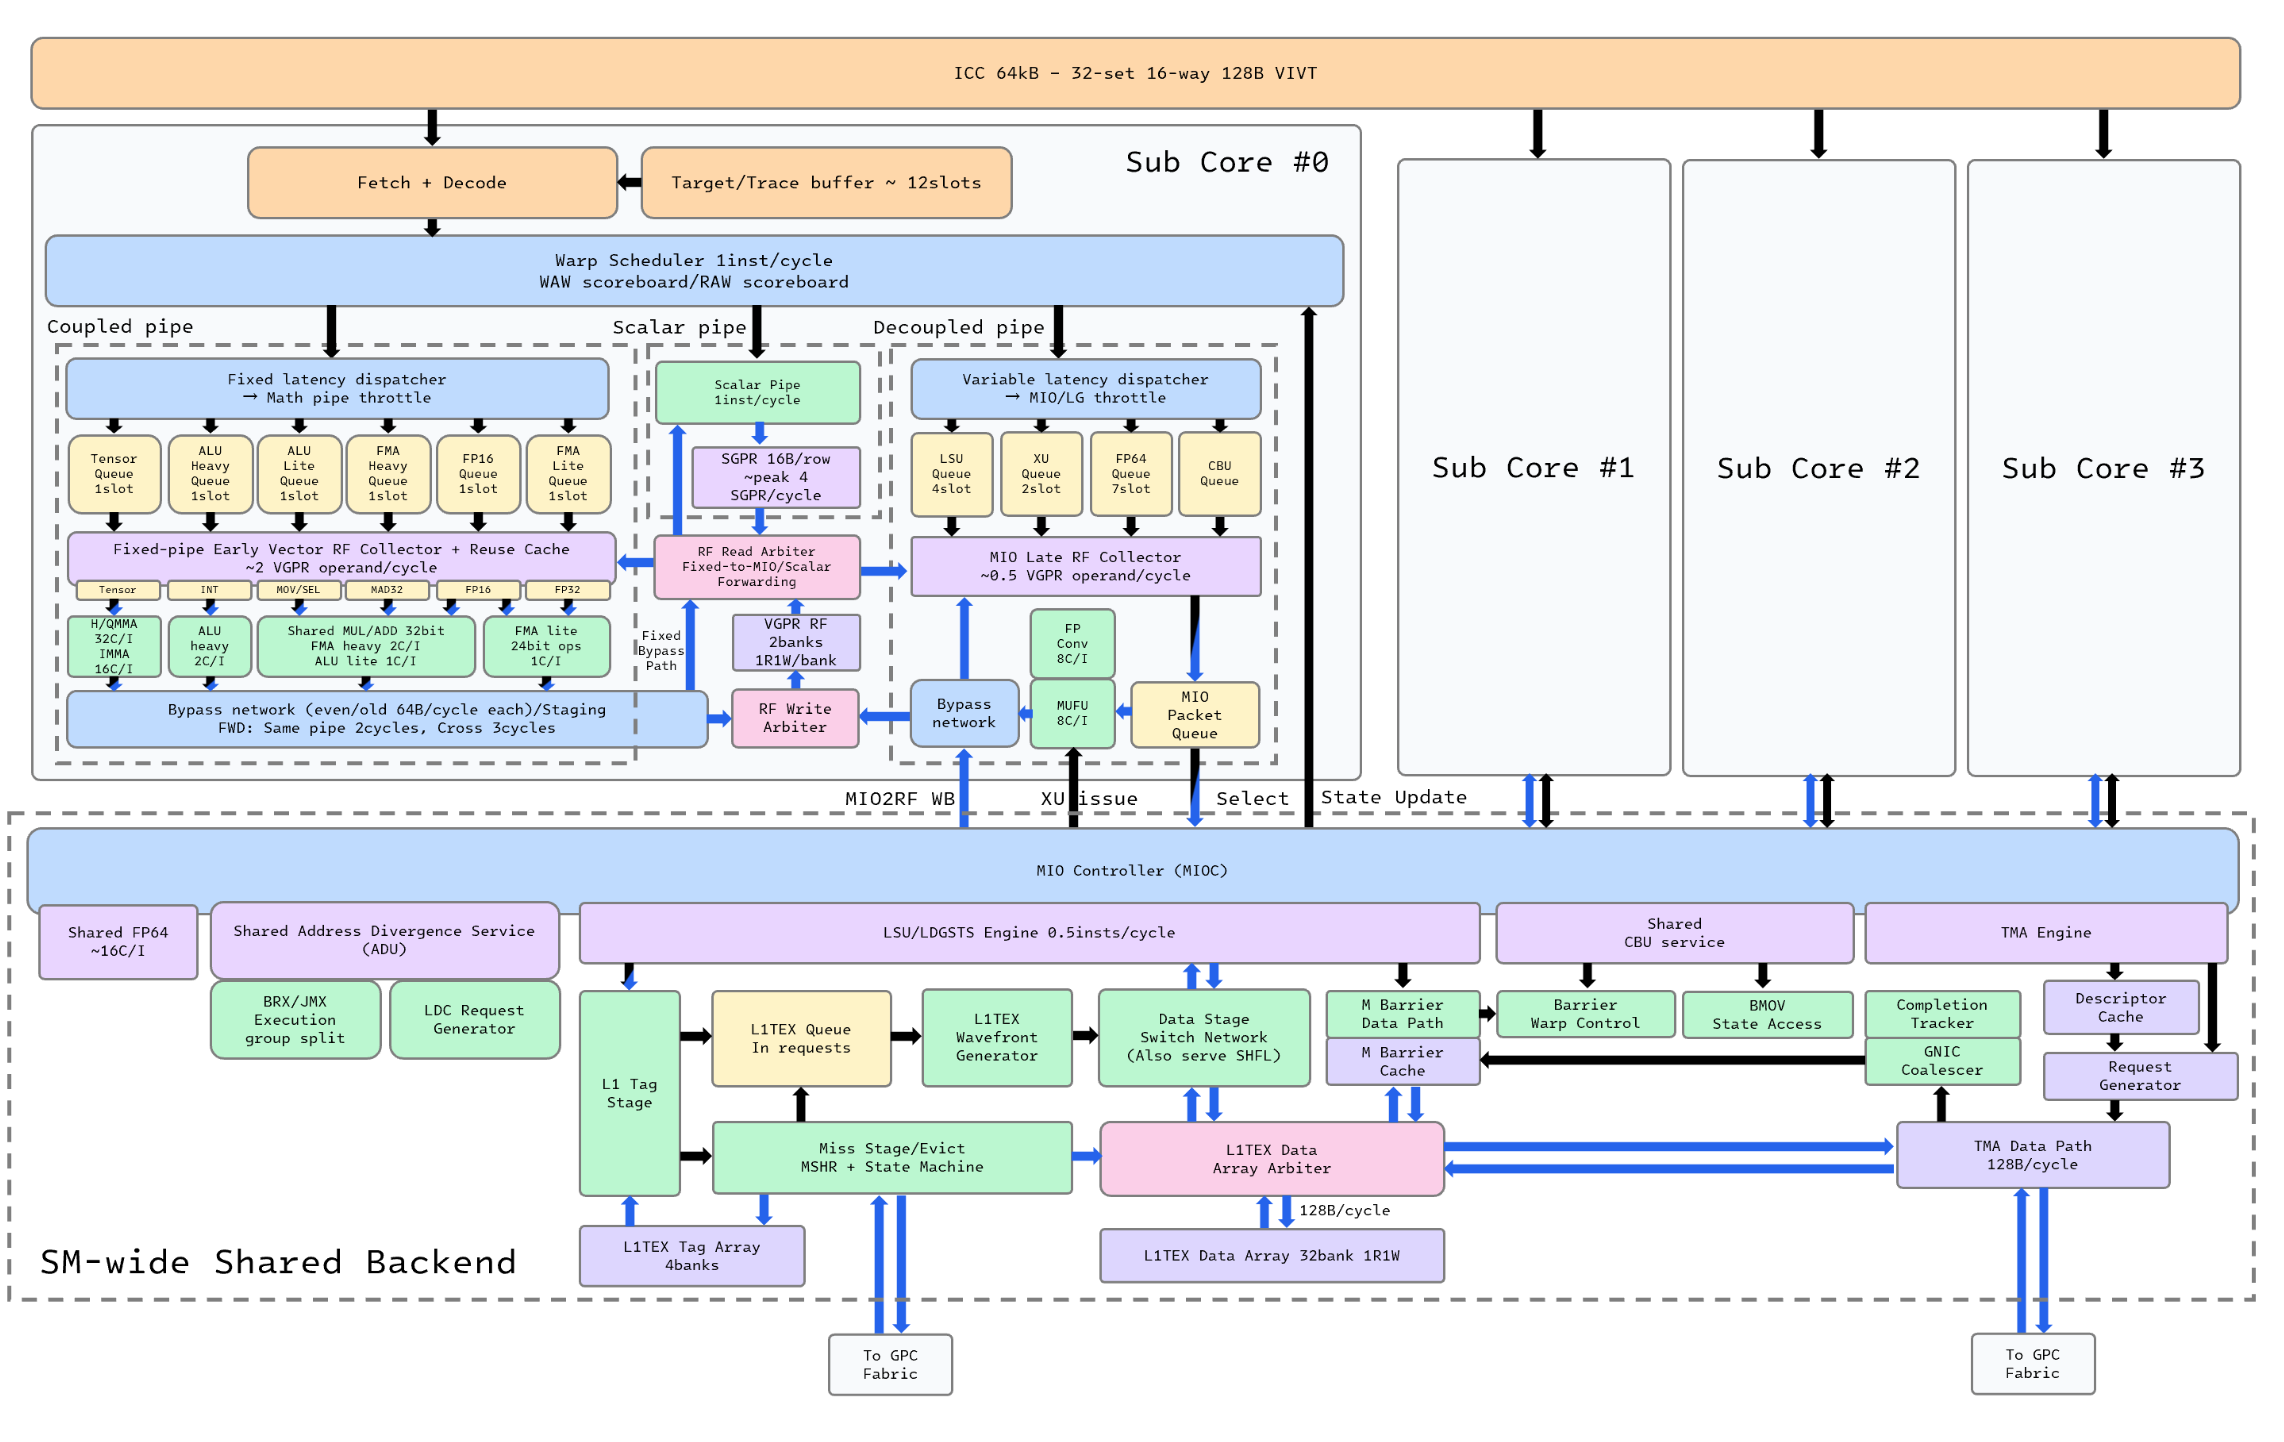 ICC 64kB – 32-set 16-way 128B VIVT
Fetch + Decode
Target/Trace buffer ~ 12slots
Sub Core #0
Warp Scheduler 1inst/cycle
WAW scoreboard/RAW scoreboard
Coupled pipe
Scalar pipe
Decoupled pipe
Fixed latency dispatcher
→ Math pipe throttle
Scalar Pipe
1inst/cycle
Variable latency dispatcher
→ MIO/LG throttle
Tensor
Queue
1slot
ALU
Heavy
Queue
1slot
ALU
Lite
Queue
1slot
FMA
Heavy
Queue
1slot
FP16
Queue
1slot
FMA
Lite
Queue
1slot
SGPR 16B/row
~peak 4
SGPR/cycle
LSU
Queue
4slot
XU
Queue
2slot
FP64
Queue
7slot
CBU
Queue
Sub Core #1
Sub Core #2
Sub Core #3
Fixed-pipe Early Vector RF Collector + Reuse Cache
~2 VGPR operand/cycle
RF Read Arbiter
Fixed-to-MIO/Scalar
Forwarding
MIO Late RF Collector
~0.5 VGPR operand/cycle
Tensor
INT
MOV/SEL
MAD32
FP16
FP32
H/QMMA
32C/I
IMMA
16C/I
ALU
heavy
2C/I
Shared MUL/ADD 32bit
FMA heavy 2C/I
ALU lite 1C/I
FMA lite
24bit ops
1C/I
Fixed
Bypass
Path
VGPR RF
2banks
1R1W/bank
FP
Conv
8C/I
Bypass network (even/old 64B/cycle each)/Staging
FWD: Same pipe 2cycles, Cross 3cycles
RF Write
Arbiter
Bypass
network
MUFU
8C/I
MIO
Packet
Queue
MIO2RF WB
XU issue
Select
State Update
MIO Controller (MIOC)
Shared FP64
~16C/I
Shared Address Divergence Service
(ADU)
LSU/LDGSTS Engine 0.5insts/cycle
Shared
CBU service
TMA Engine
BRX/JMX
Execution
group split
LDC Request
Generator
L1 Tag
Stage
L1TEX Queue
In requests
L1TEX
Wavefront
Generator
Data Stage
Switch Network
(Also serve SHFL)
M Barrier
Data Path
M Barrier
Cache
Barrier
Warp Control
BMOV
State Access
Completion
Tracker
GNIC
Coalescer
Descriptor
Cache
Request
Generator
Miss Stage/Evict
MSHR + State Machine
L1TEX Data
Array Arbiter
TMA Data Path
128B/cycle
128B/cycle
L1TEX Tag Array
4banks
L1TEX Data Array 32bank 1R1W
SM-wide Shared Backend
To GPC
Fabric
To GPC
Fabric